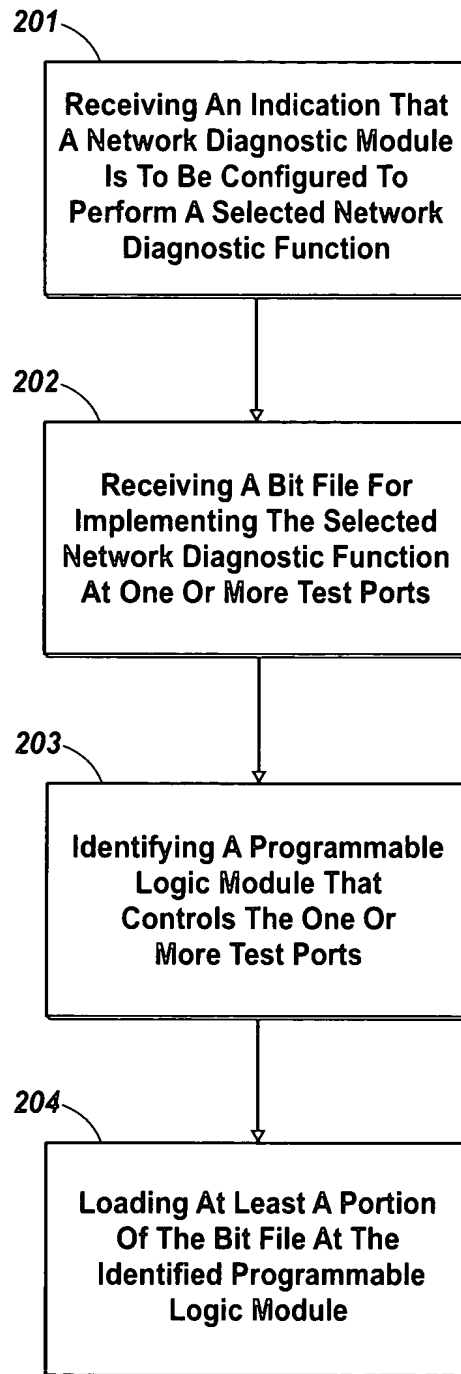 201
Receiving An Indication That
A Network Diagnostic Module
Is To Be Configured To
Perform A Selected Network
Diagnostic Function
202
Receiving A Bit File For
Implementing The Selected
Network Diagnostic Function
At One Or More Test Ports
203
Identifying A Programmable
Logic Module That
Controls The One Or
More Test Ports
204
Loading At Least A Portion
Of The Bit File At The
Identified Programmable
Logic Module